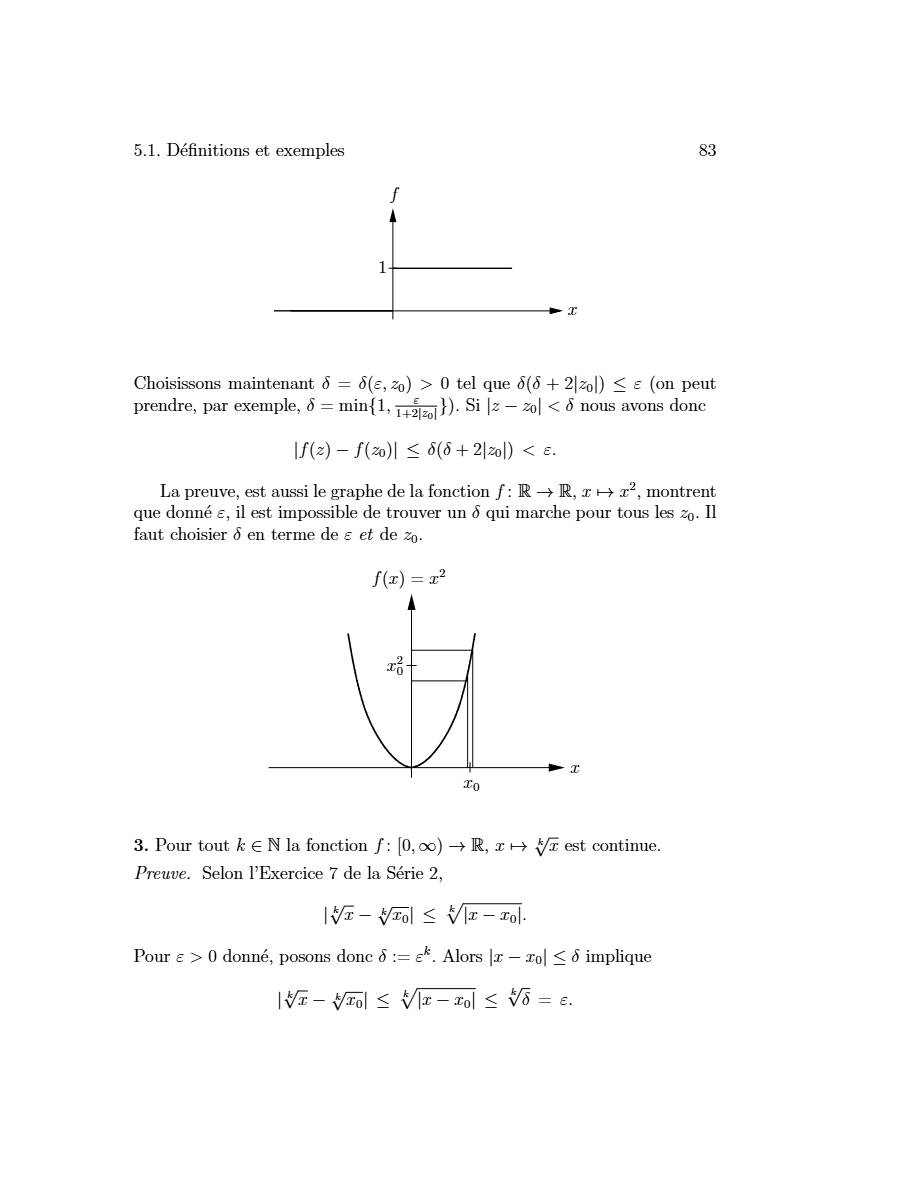 5.1. Définitions et exemples 83
f
1
x
Choisissons maintenant δ = δ(ε, z₀) > 0 tel que δ(δ + 2|z₀|) ≤ ε (on peut
prendre, par exemple, δ = min{1, ε/(1+2|z₀|)}). Si |z − z₀| < δ nous avons donc
|f(z) − f(z₀)| ≤ δ(δ + 2|z₀|) < ε.
La preuve, est aussi le graphe de la fonction f : ℝ → ℝ, x ↦ x², montrent
que donné ε, il est impossible de trouver un δ qui marche pour tous les z₀. Il
faut choisier δ en terme de ε et de z₀.
f(x) = x²
x₀²
x
x₀
3. Pour tout k ∈ ℕ la fonction f : [0, ∞) → ℝ, x ↦ ᵏ√x est continue.
Preuve. Selon l'Exercice 7 de la Série 2,
|ᵏ√x − ᵏ√x₀| ≤ ᵏ√|x − x₀|.
Pour ε > 0 donné, posons donc δ := εᵏ. Alors |x − x₀| ≤ δ implique
|ᵏ√x − ᵏ√x₀| ≤ ᵏ√|x − x₀| ≤ ᵏ√δ = ε.